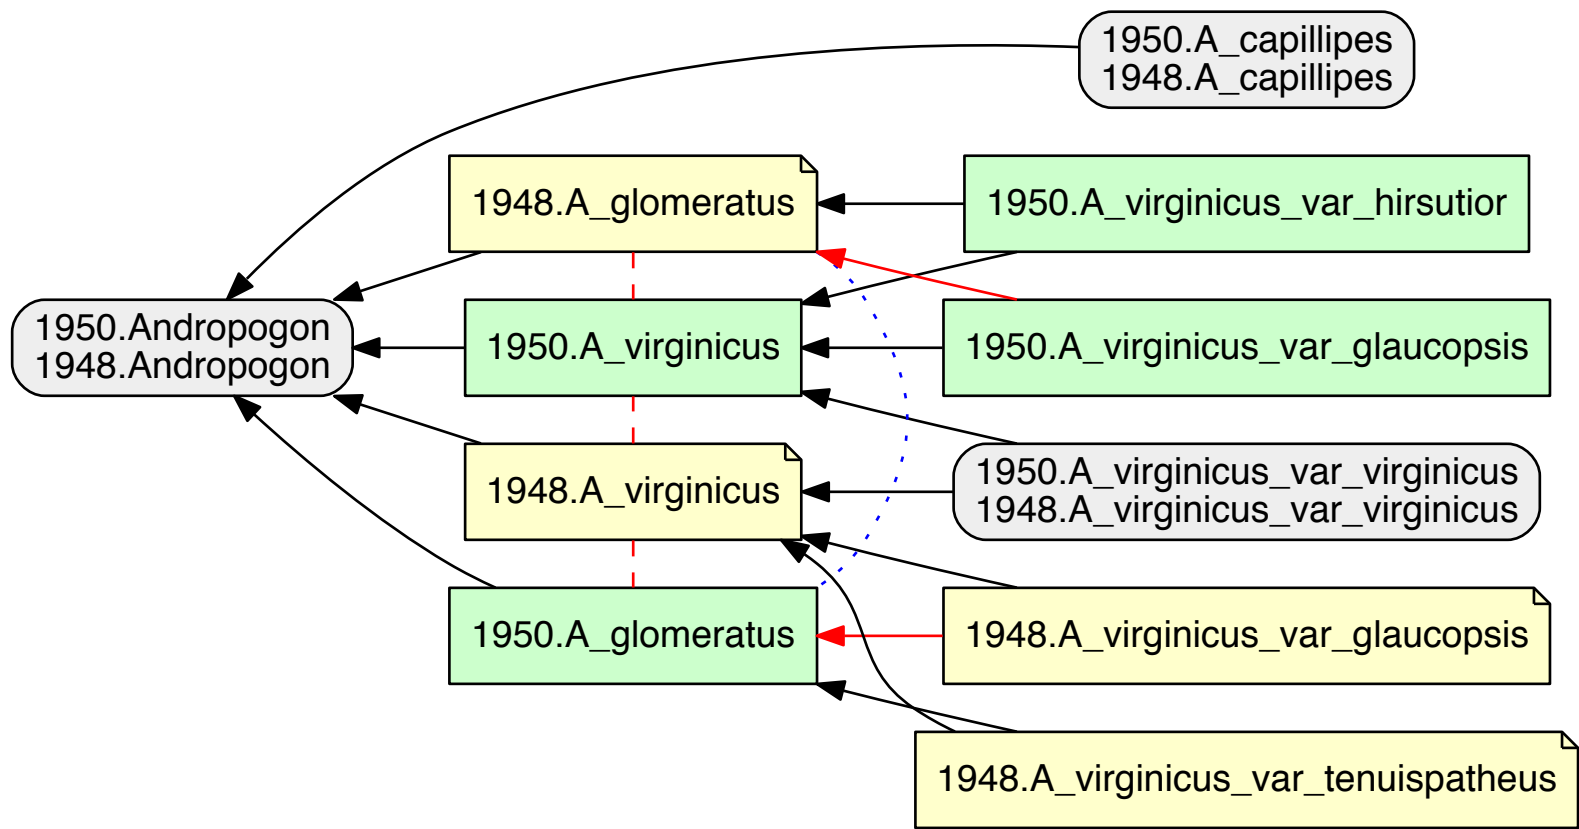 1950.A_capillipes
1948.A_capillipes
1948.A_glomeratus
1950.A_virginicus_var_hirsutior
1950.Andropogon
1948.Andropogon
1950.A_virginicus
1950.A_virginicus_var_glaucopsis
1948.A_virginicus
1950.A_virginicus_var_virginicus
1948.A_virginicus_var_virginicus
1950.A_glomeratus
1948.A_virginicus_var_glaucopsis
1948.A_virginicus_var_tenuispatheus